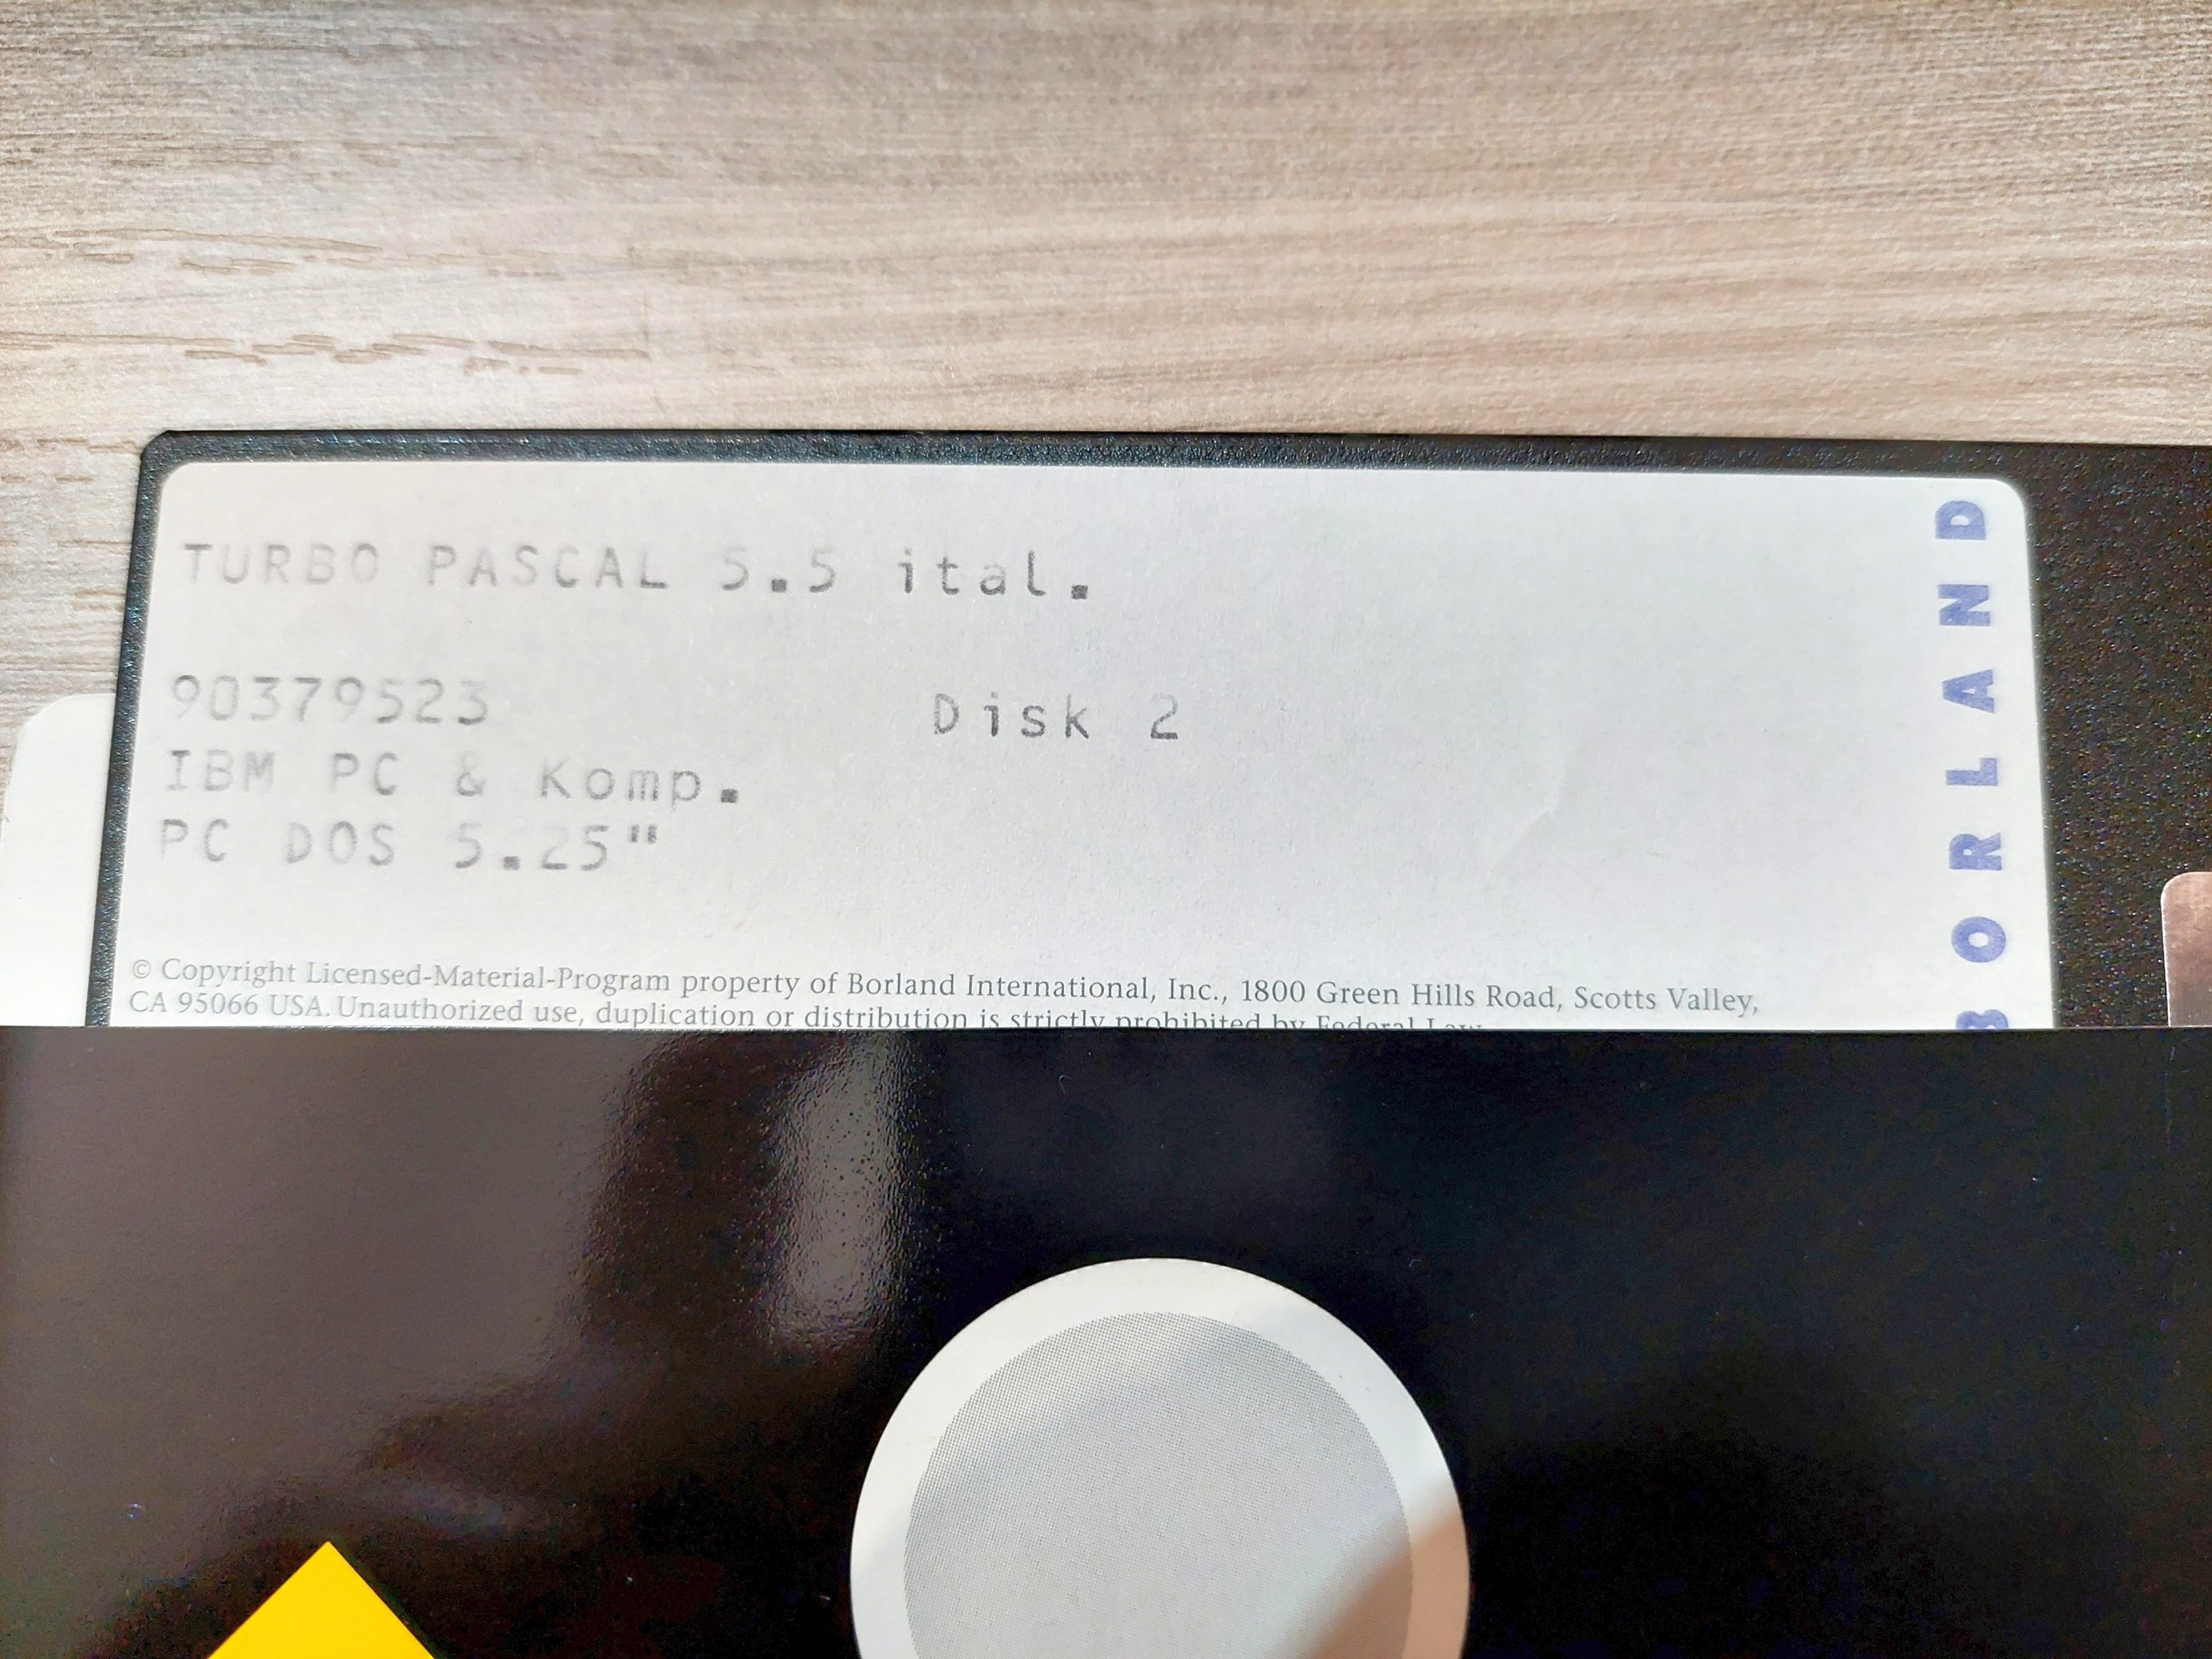 TURBO PASCAL 5.5 ital.
90379523 Disk 2
IBM PC & Komp.
PC DOS 5.25"
© Copyright Licensed-Material-Program property of Borland International, Inc., 1800 Green Hills Road, Scotts Valley,
CA 95066 USA. Unauthorized use, duplication or distribution is strictly prohibited by Federal Law
BORLAND